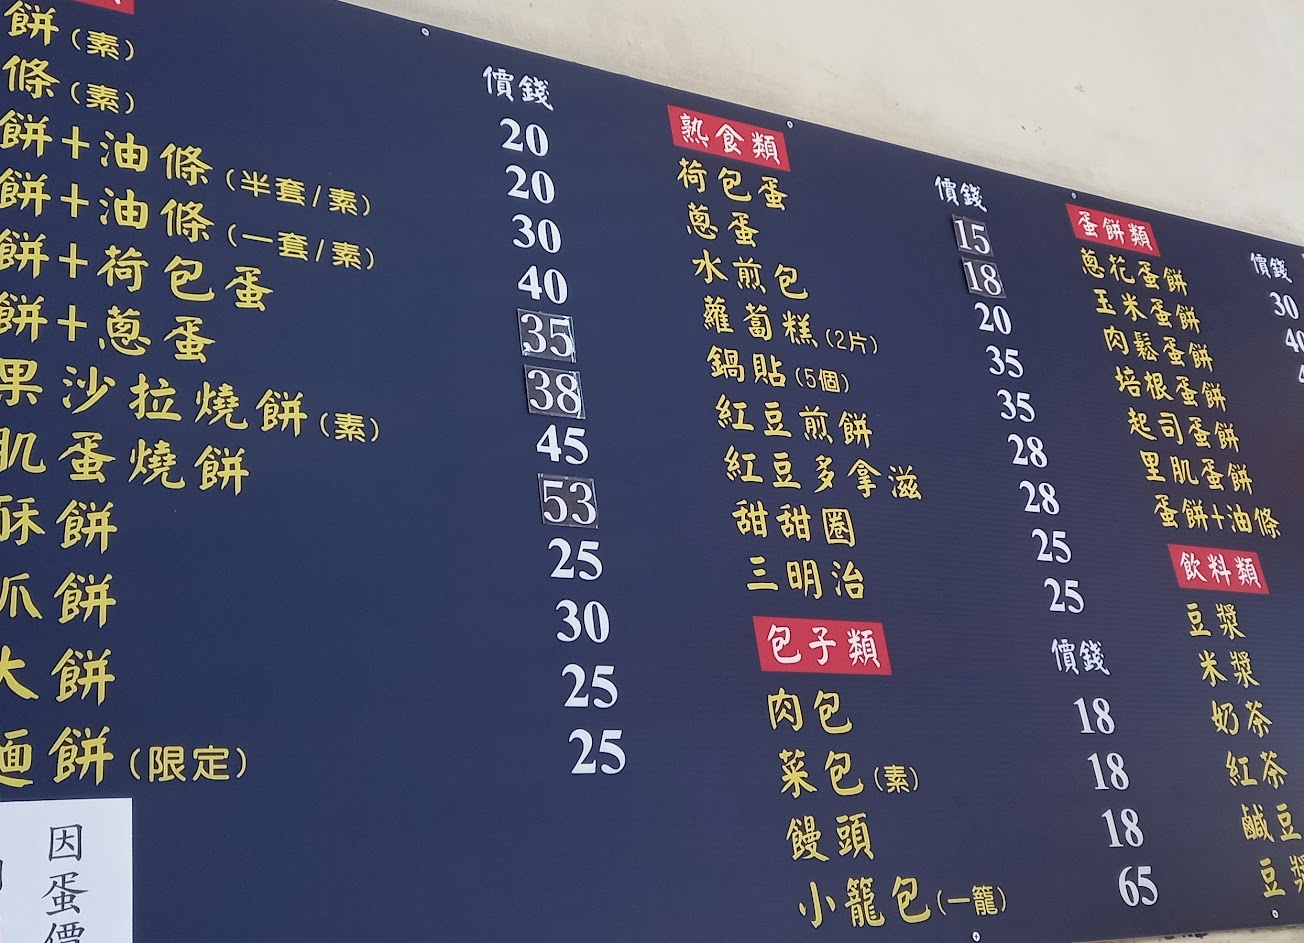 餅(素)
條(素)
餅+油條(半套/素)
餅+油條(一套/素)
餅+荷包蛋
餅+蔥蛋
果沙拉燒餅(素)
肌蛋燒餅
酥餅
爪餅
大餅
麵餅(限定)
價錢
20
20
30
40
35
38
45
53
25
30
25
25
因蛋價
熟食類
荷包蛋
蔥蛋
水煎包
蘿蔔糕(2片)
鍋貼(5個)
紅豆煎餅
紅豆多拿滋
甜甜圈
三明治
價錢
15
18
20
35
35
28
28
25
25
包子類
肉包
菜包(素)
饅頭
小籠包(一籠)
價錢
18
18
18
65
蛋餅類
蔥花蛋餅
玉米蛋餅
肉鬆蛋餅
培根蛋餅
起司蛋餅
里肌蛋餅
蛋餅+油條
價錢
30
飲料類
豆漿
米漿
奶茶
紅茶
鹹豆
豆漿